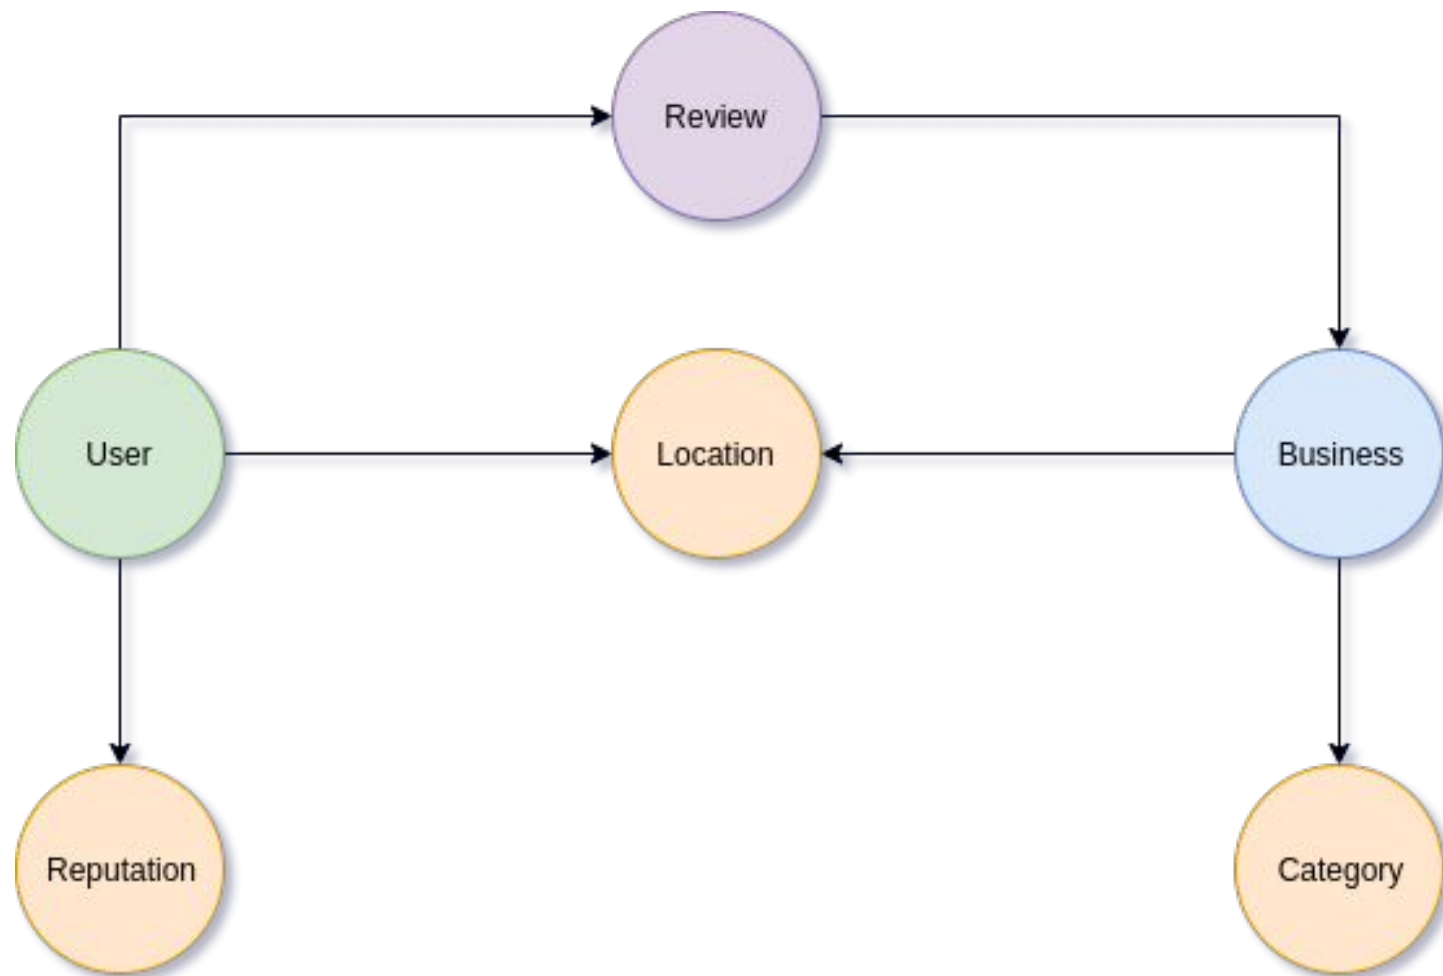 Review
User
Location
Business
Reputation
Category